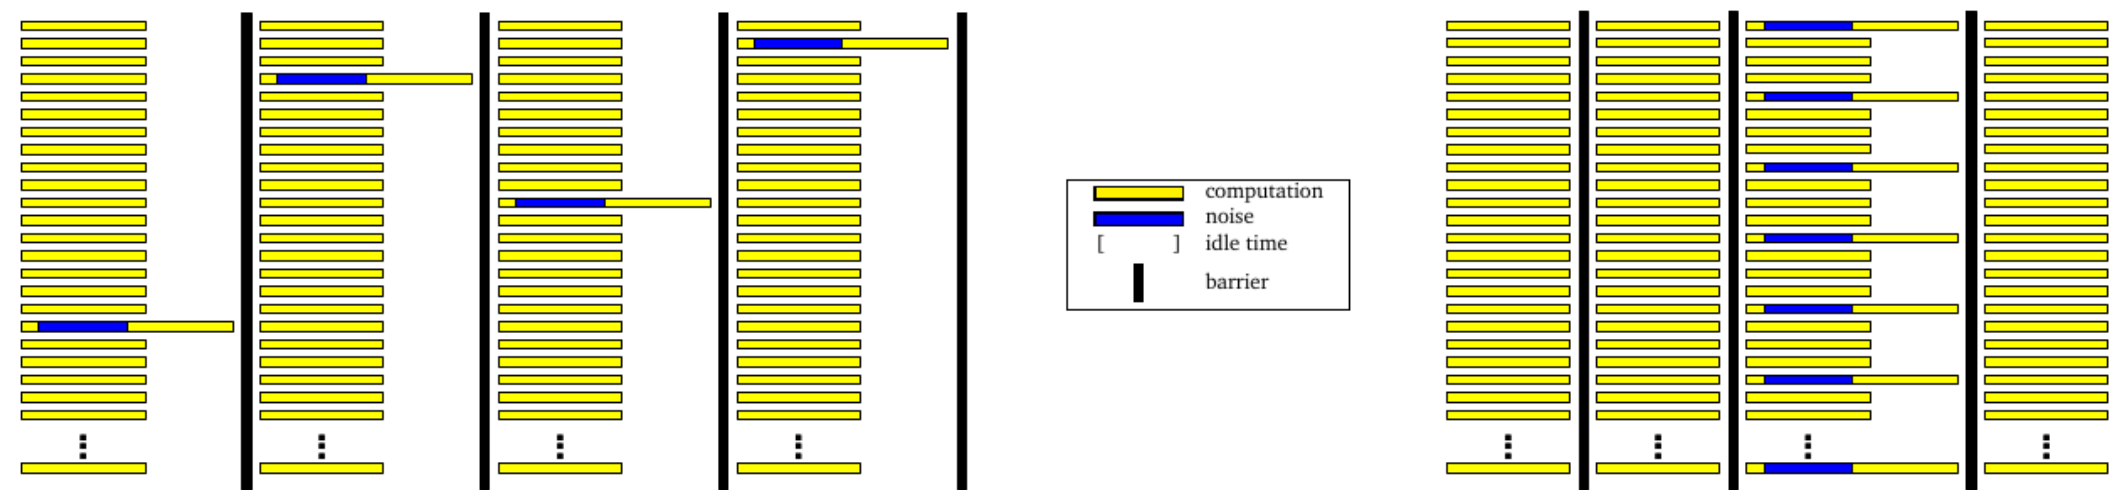 computation
noise
[ ] idle time
barrier